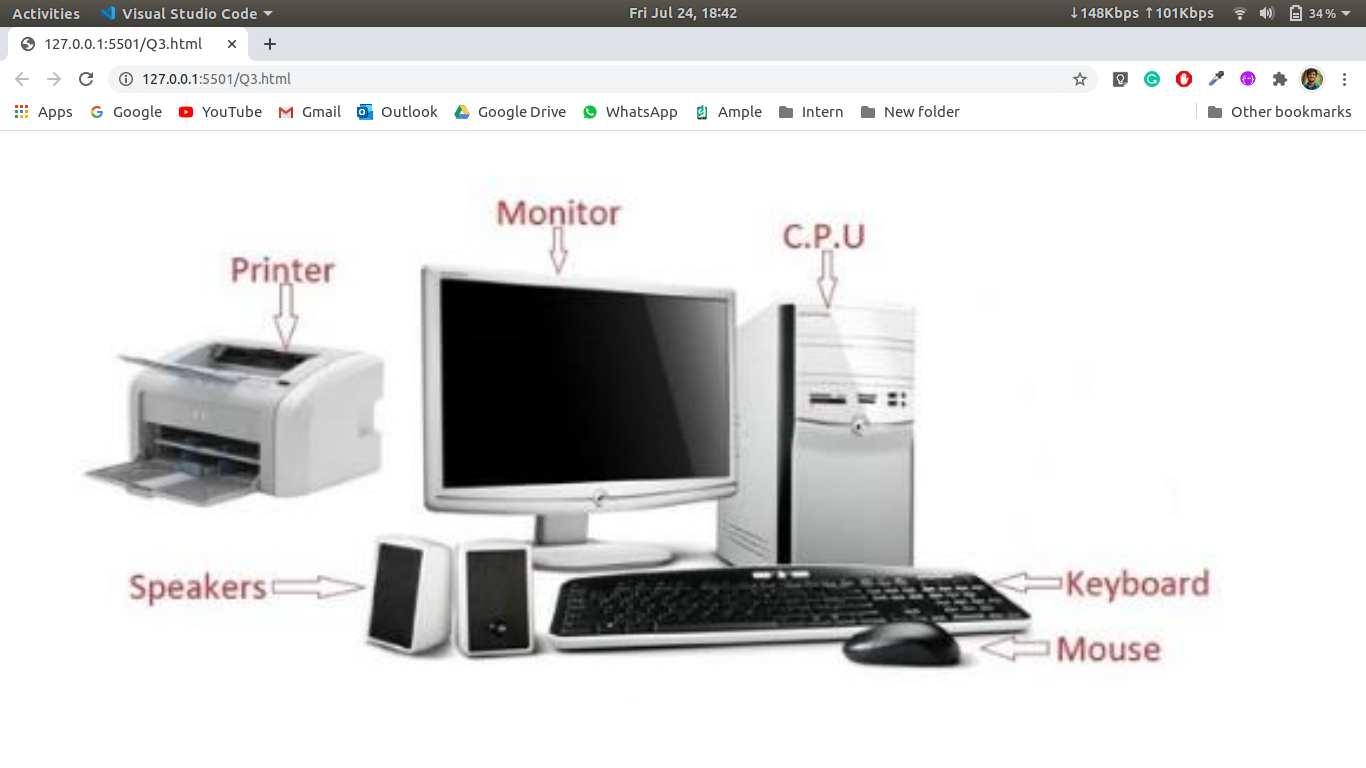 Activities Visual Studio Code Fri Jul 24, 18:42 ↓148Kbps ↑101Kbps 34%
127.0.0.1:5501/Q3.html
127.0.0.1:5501/Q3.html
Apps Google YouTube Gmail Outlook Google Drive WhatsApp Ample Intern New folder Other bookmarks
Monitor
C.P.U
Printer
Speakers
Keyboard
Mouse